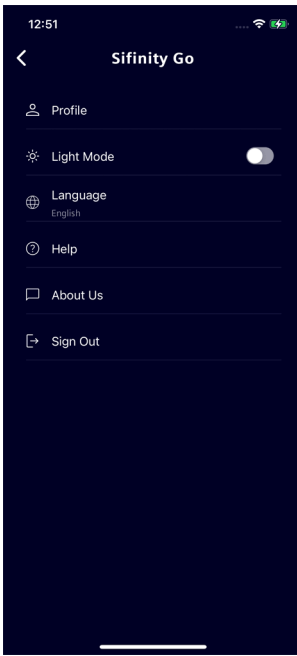 12:51
Sifinity Go
Profile
Light Mode
Language
English
Help
About Us
Sign Out